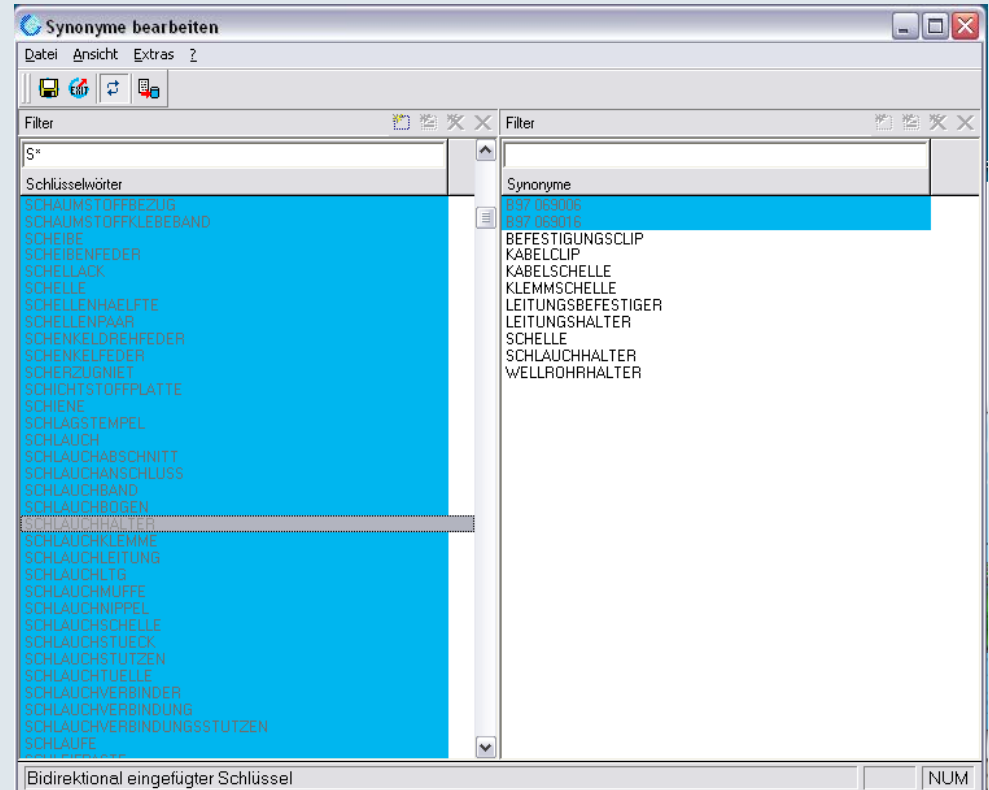 Synonyme bearbeiten
Datei Ansicht Extras ?
EXIT
Filter
S*
Schlüsselwörter
SCHAUMSTOFFBEZUG
SCHAUMSTOFFKLEBEBAND
SCHEIBE
SCHEIBENFEDER
SCHELLACK
SCHELLE
SCHELLENHAELFTE
SCHELLENPAAR
SCHENKELDREHFEDER
SCHENKELFEDER
SCHERZUGNIET
SCHICHTSTOFFPLATTE
SCHIENE
SCHLAGSTEMPEL
SCHLAUCH
SCHLAUCHABSCHNITT
SCHLAUCHANSCHLUSS
SCHLAUCHBAND
SCHLAUCHBOGEN
SCHLAUCHHALTER
SCHLAUCHKLEMME
SCHLAUCHLEITUNG
SCHLAUCHLTG
SCHLAUCHMUFFE
SCHLAUCHNIPPEL
SCHLAUCHSCHELLE
SCHLAUCHSTUECK
SCHLAUCHSTUTZEN
SCHLAUCHTUELLE
SCHLAUCHVERBINDER
SCHLAUCHVERBINDUNG
SCHLAUCHVERBINDUNGSSTUTZEN
SCHLAUFE
Filter
Synonyme
B97 069006
B97 069016
BEFESTIGUNGSCLIP
KABELCLIP
KABELSCHELLE
KLEMMSCHELLE
LEITUNGSBEFESTIGER
LEITUNGSHALTER
SCHELLE
SCHLAUCHHALTER
WELLROHRHALTER
Bidirektional eingefügter Schlüssel
NUM